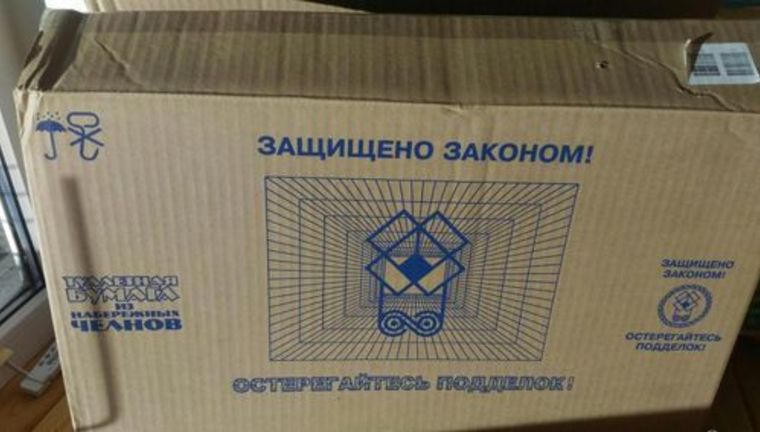 ЗАЩИЩЕНО ЗАКОНОМ!
ТУАЛЕТНАЯ
БУМАГА
ИЗ
НАБЕРЕЖНЫХ
ЧЕЛНОВ
ОСТЕРЕГАЙТЕСЬ ПОДДЕЛОК!
ЗАЩИЩЕНО
ЗАКОНОМ!
ОСТЕРЕГАЙТЕСЬ
ПОДДЕЛОК!